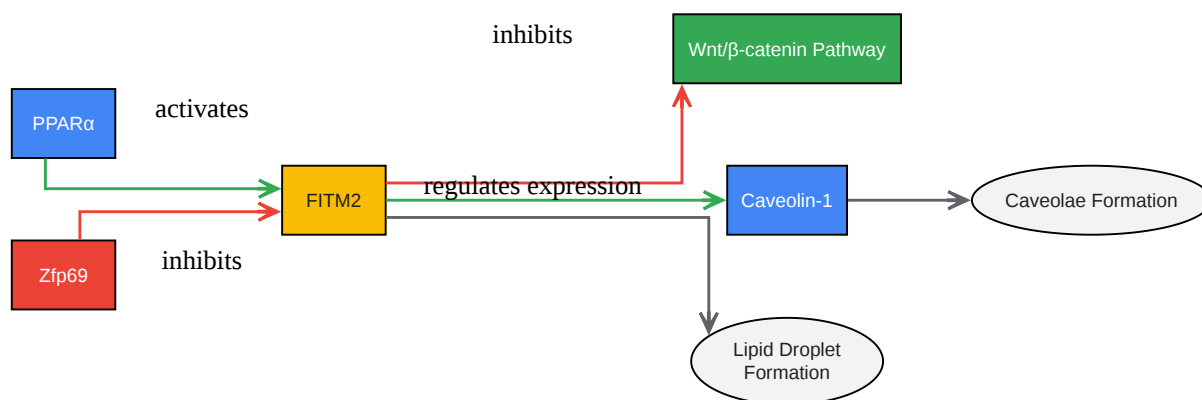 inhibits
Wnt/β-catenin Pathway
activates
PPARα
FITM2
regulates expression
Caveolin-1
Caveolae Formation
Zfp69
inhibits
Lipid Droplet
Formation